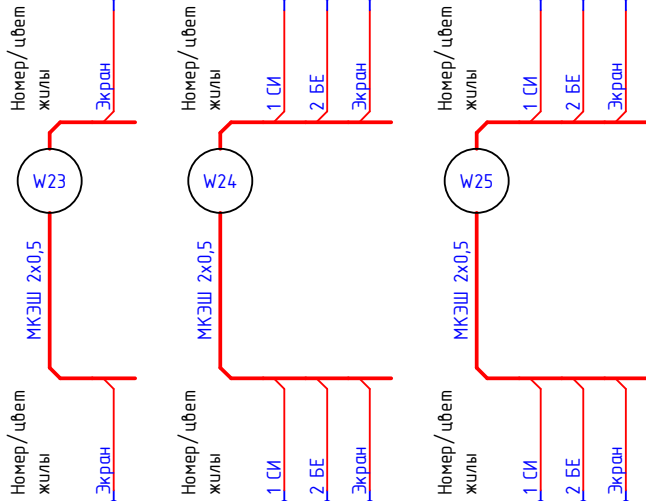 Номер/цвет
жилы
Экран
Номер/цвет
жилы
1 СИ
2 БЕ
Экран
Номер/цвет
жилы
1 СИ
2 БЕ
Экран
W23
W24
W25
МКЭШ 2х0,5
МКЭШ 2х0,5
МКЭШ 2х0,5
Номер/цвет
жилы
Экран
Номер/цвет
жилы
1 СИ
2 БЕ
Экран
Номер/цвет
жилы
1 СИ
2 БЕ
Экран